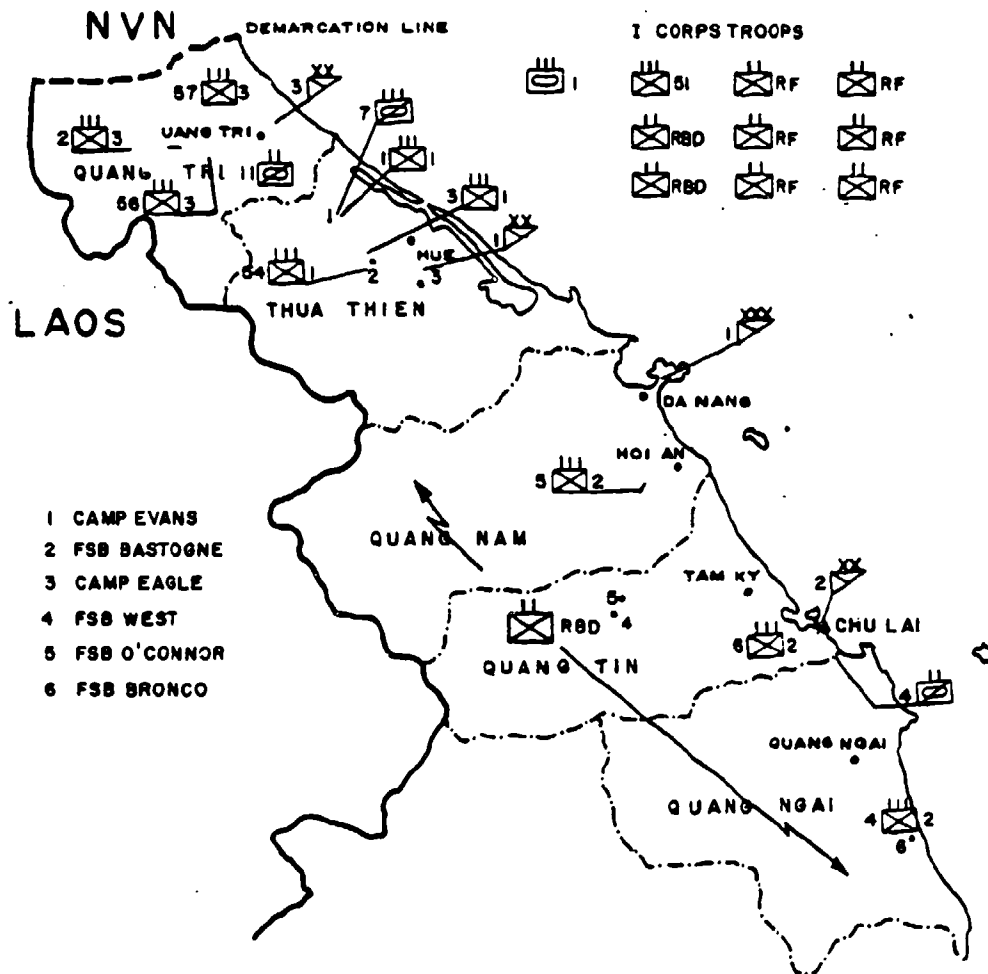 NVN
DEMARCATION LINE
I CORPS TROOPS
XX
3
57 3
1
51
RF
RF
7
2 3
UANG TRI
1 1
RBD
RF
RF
QUANG TRI
11
56 3
1
3 1
RBD
RF
RF
XX
1
HUE
54 1
2
3
THUA THIEN
LAOS
XXX
1
DA NANG
HOI AN
5 2
1 CAMP EVANS
2 FSB BASTOGNE
3 CAMP EAGLE
4 FSB WEST
5 FSB O'CONNOR
6 FSB BRONCO
QUANG NAM
TAM KY
XX
2
5
4
RBD
CHU LAI
6 2
QUANG TIN
4
QUANG NGAI
QUANG NGAI
4 2
6